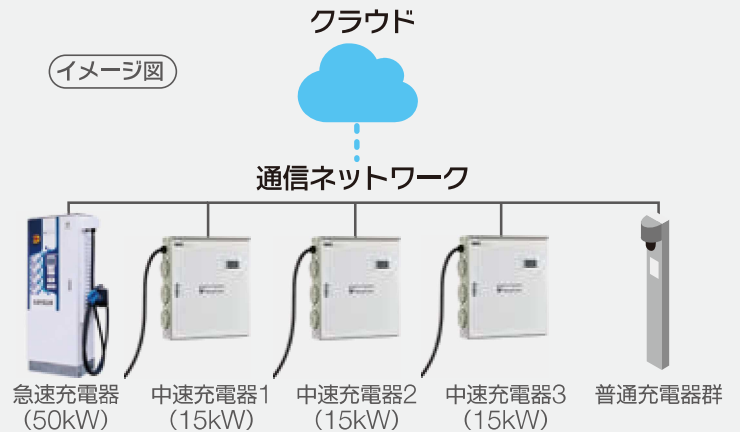 クラウド
イメージ図
通信ネットワーク
急速充電器
(50kW)
中速充電器1
(15kW)
中速充電器2
(15kW)
中速充電器3
(15kW)
普通充電器群